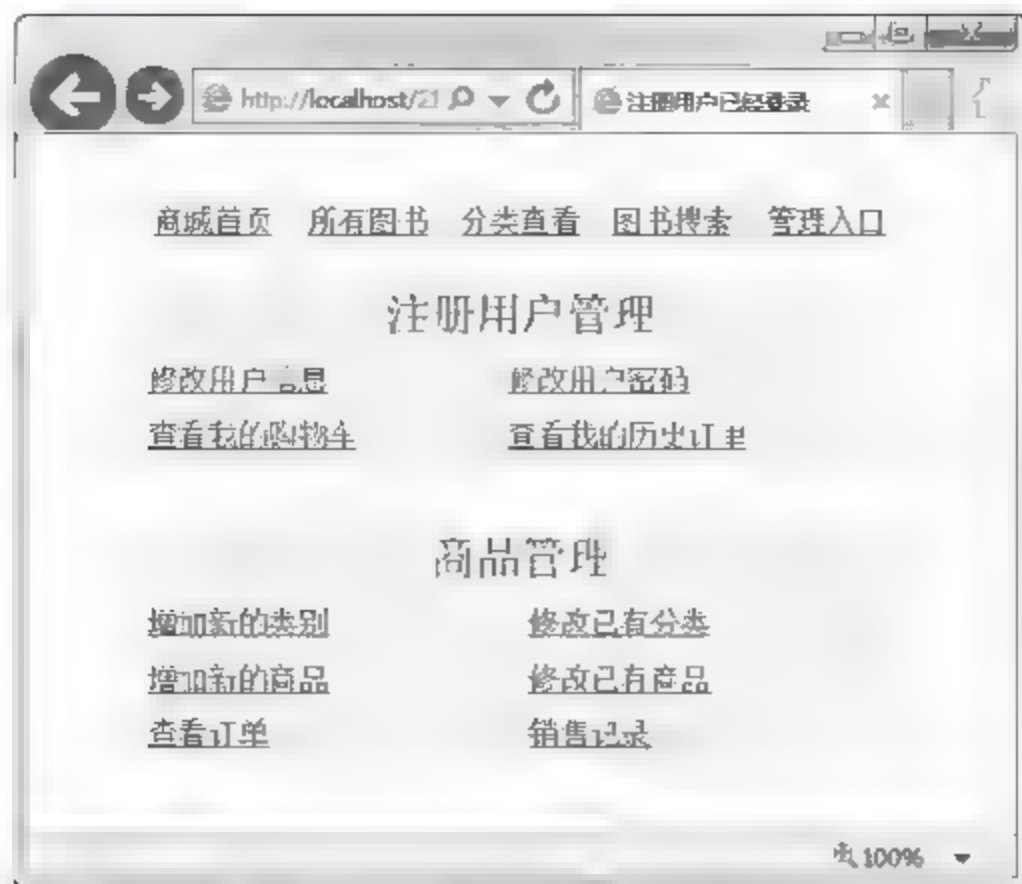 http://localhost/21 注册用户已经登录
商城首页 所有图书 分类查看 图书搜索 管理入口
注册用户管理
修改用户信息 修改用户密码
查看我的购物车 查看我的历史订单
商品管理
增加新的类别 修改已有分类
增加新的商品 修改已有商品
查看订单 销售记录
100%